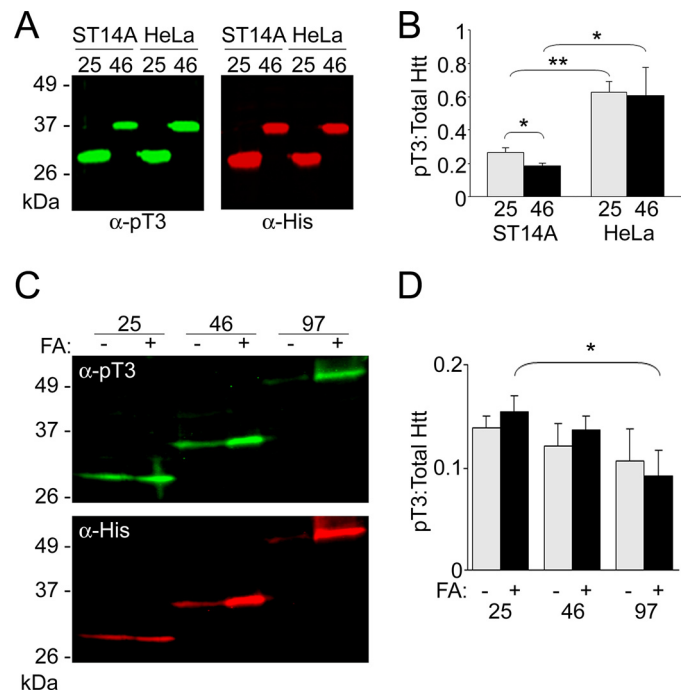 A
ST14A HeLa
ST14A HeLa
25 46 25 46
25 46 25 46
49 -
37 -
26 -
kDa
α-pT3
α-His
B
pT3:Total Htt
1
0.8
0.6
0.4
0.2
0
*
**
*
25 46 25 46
ST14A HeLa
C
25 46 97
FA: - + - + - +
α-pT3
49 -
37 -
26 -
α-His
49 -
37 -
26 -
kDa
D
pT3:Total Htt
0.2
0.1
0
*
FA: - + - + - +
25 46 97